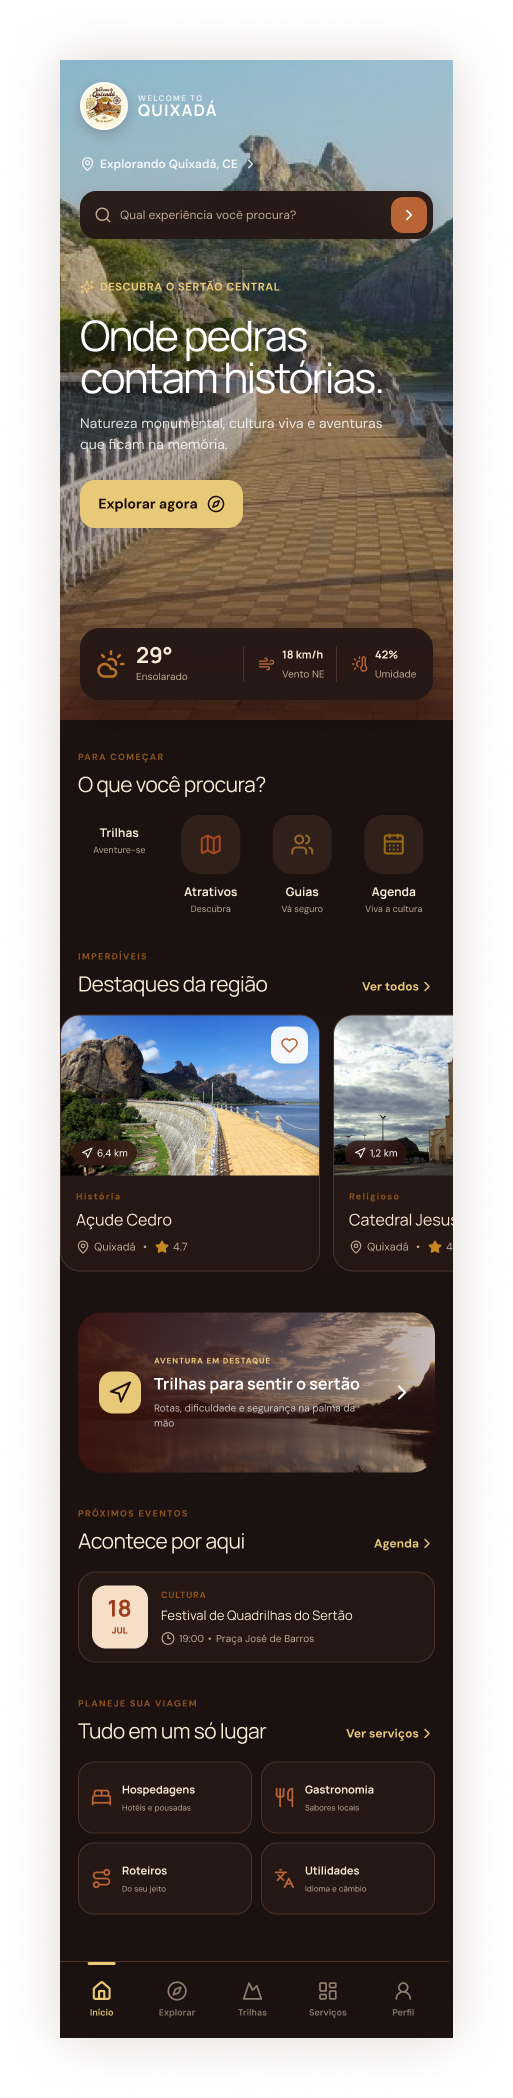 Welcome to
Quixadá
WELCOME TO
QUIXADÁ
Explorando Quixadá, CE
Qual experiência você procura?
DESCUBRA O SERTÃO CENTRAL
Onde pedras
contam histórias.
Natureza monumental, cultura viva e aventuras
que ficam na memória.
Explorar agora
29°
Ensolarado
18 km/h
Vento NE
42%
Umidade
PARA COMEÇAR
O que você procura?
Trilhas
Aventure-se
Atrativos
Descubra
Guias
Vá seguro
Agenda
Viva a cultura
IMPERDÍVEIS
Destaques da região
Ver todos
6,4 km
História
Açude Cedro
Quixadá • 4.7
1,2 km
Religioso
Catedral Jesus
Quixadá • 4
AVENTURA EM DESTAQUE
Trilhas para sentir o sertão
Rotas, dificuldade e segurança na palma da
mão
PRÓXIMOS EVENTOS
Acontece por aqui
Agenda
18
JUL
CULTURA
Festival de Quadrilhas do Sertão
19:00 • Praça José de Barros
PLANEJE SUA VIAGEM
Tudo em um só lugar
Ver serviços
Hospedagens
Hotéis e pousadas
Gastronomia
Sabores locais
Roteiros
Do seu jeito
Utilidades
Idioma e câmbio
Início
Explorar
Trilhas
Serviços
Perfil